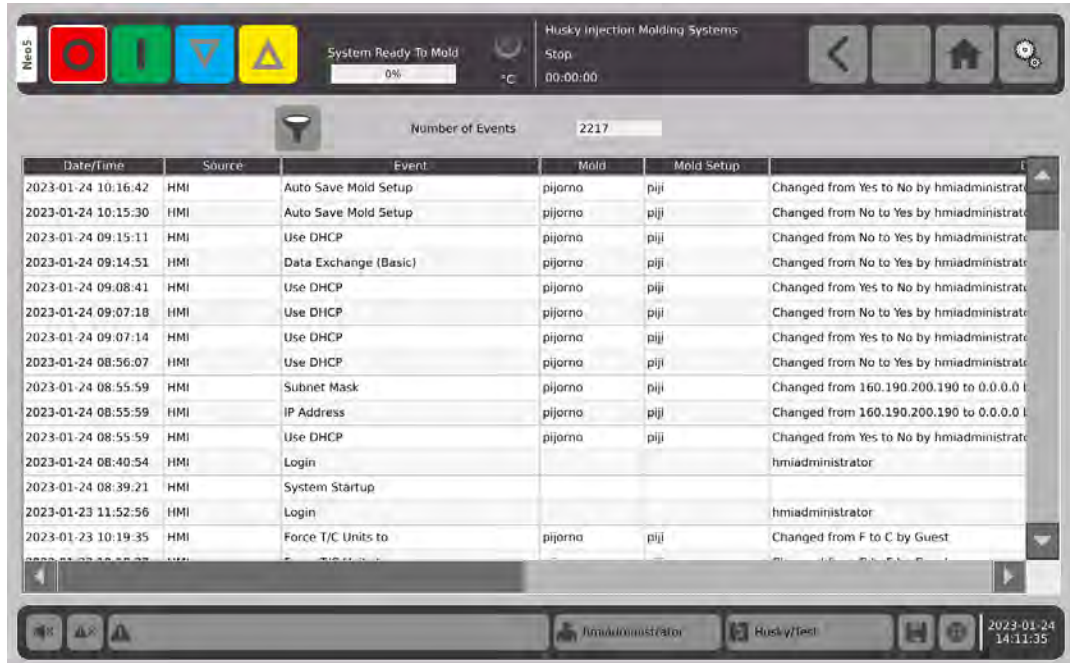 Neo5
System Ready To Mold
0%
°C
Husky Injection Molding Systems
Stop
00:00:00
Number of Events 2217
Date/Time Source Event Mold Mold Setup
2023-01-24 10:16:42 HMI Auto Save Mold Setup pijorno piji Changed from Yes to No by hmiadministrat
2023-01-24 10:15:30 HMI Auto Save Mold Setup pijorno piji Changed from No to Yes by hmiadministrat
2023-01-24 09:15:11 HMI Use DHCP pijorno piji Changed from No to Yes by hmiadministrat
2023-01-24 09:14:51 HMI Data Exchange (Basic) pijorno piji Changed from No to Yes by hmiadministrat
2023-01-24 09:08:41 HMI Use DHCP pijorno piji Changed from Yes to No by hmiadministrat
2023-01-24 09:07:18 HMI Use DHCP pijorno piji Changed from No to Yes by hmiadministrat
2023-01-24 09:07:14 HMI Use DHCP pijorno piji Changed from Yes to No by hmiadministrat
2023-01-24 08:56:07 HMI Use DHCP pijorno piji Changed from No to Yes by hmiadministrat
2023-01-24 08:55:59 HMI Subnet Mask pijorno piji Changed from 160.190.200.190 to 0.0.0.0
2023-01-24 08:55:59 HMI IP Address pijorno piji Changed from 160.190.200.190 to 0.0.0.0
2023-01-24 08:55:59 HMI Use DHCP pijorno piji Changed from Yes to No by hmiadministrat
2023-01-24 08:40:54 HMI Login hmiadministrator
2023-01-24 08:39:21 HMI System Startup
2023-01-23 11:52:56 HMI Login hmiadministrator
2023-01-23 10:19:35 HMI Force T/C Units to pijorno piji Changed from F to C by Guest
hmiadministrator Husky/Test 2023-01-24
14:11:35